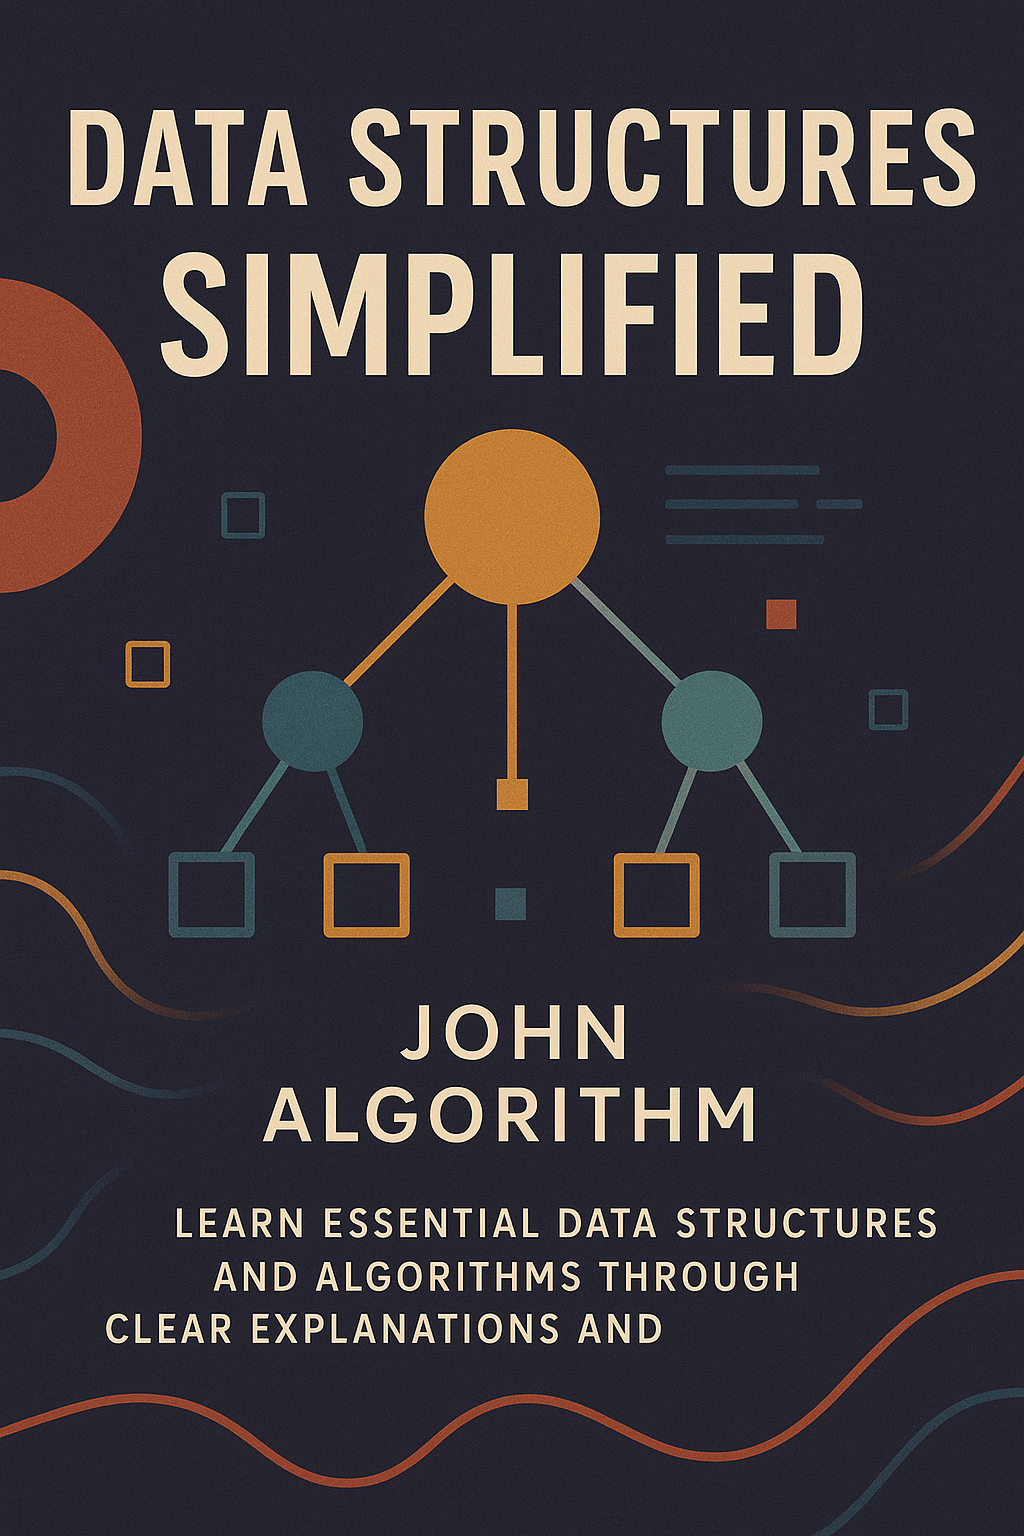 DATA STRUCTURES
SIMPLIFIED
JOHN
ALGORITHM
LEARN ESSENTIAL DATA STRUCTURES
AND ALGORITHMS THROUGH
CLEAR EXPLANATIONS AND